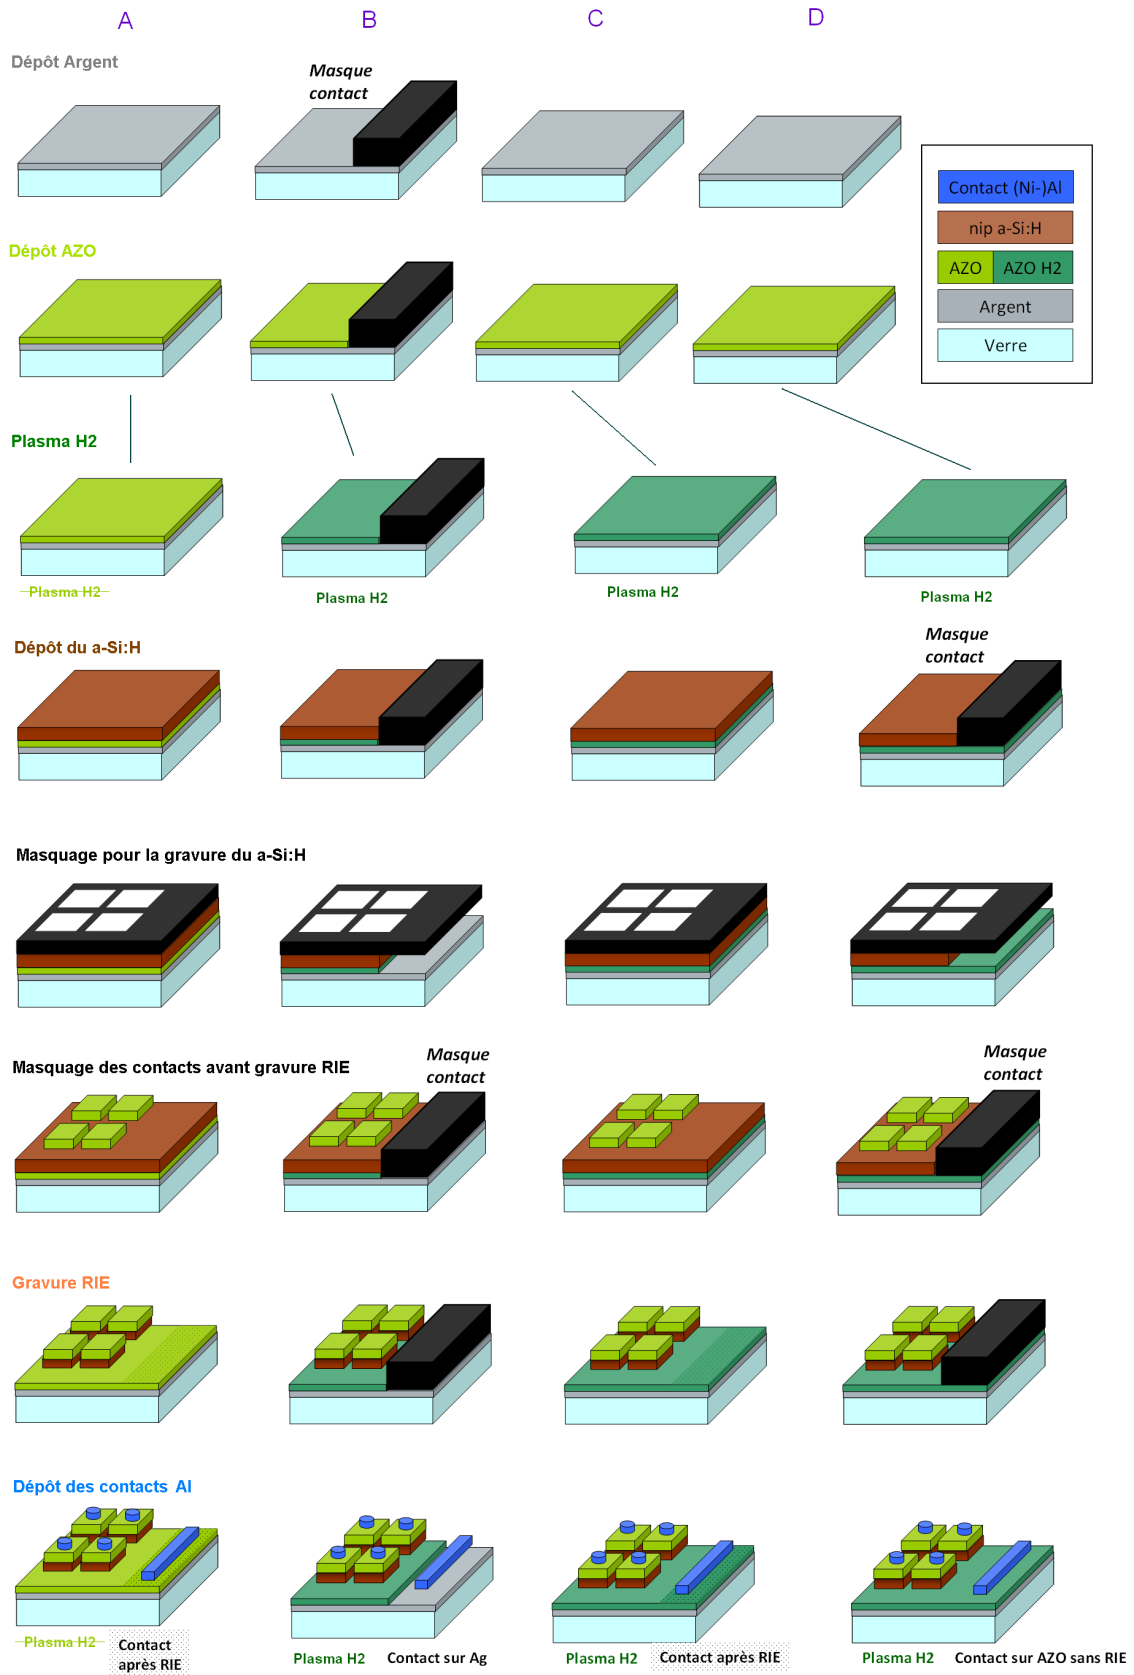 A
B
C
D
Dépôt Argent
Masque
contact
Contact (Ni-)Al
nip a-Si:H
AZO
AZO H2
Argent
Verre
Dépôt AZO
Plasma H2
Plasma H2
Plasma H2
Plasma H2
Plasma H2
Dépôt du a-Si:H
Masque
contact
Masquage pour la gravure du a-Si:H
Masquage des contacts avant gravure RIE
Masque
contact
Masque
contact
Gravure RIE
Dépôt des contacts Al
Plasma H2
Contact
après RIE
Plasma H2
Contact sur Ag
Plasma H2
Contact après RIE
Plasma H2
Contact sur AZO sans RIE